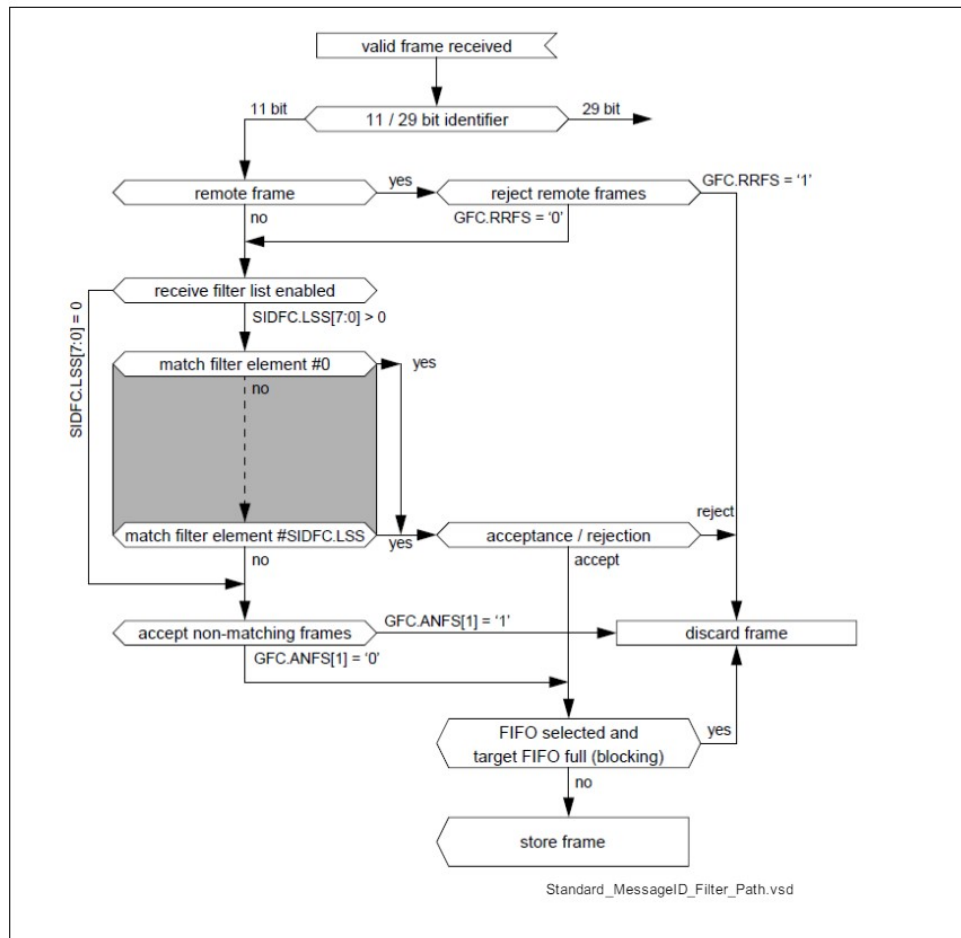 valid frame received
11 bit
29 bit
11 / 29 bit identifier
remote frame
yes
reject remote frames
GFC.RRFS = ‘1’
no
GFC.RRFS = ‘0’
receive filter list enabled
SIDFC.LSS[7:0] = 0
SIDFC.LSS[7:0] > 0
match filter element #0
yes
no
match filter element #SIDFC.LSS
yes
acceptance / rejection
reject
no
accept
accept non-matching frames
GFC.ANFS[1] = ‘1’
discard frame
GFC.ANFS[1] = ‘0’
FIFO selected and
target FIFO full (blocking)
yes
no
store frame
Standard_MessageID_Filter_Path.vsd